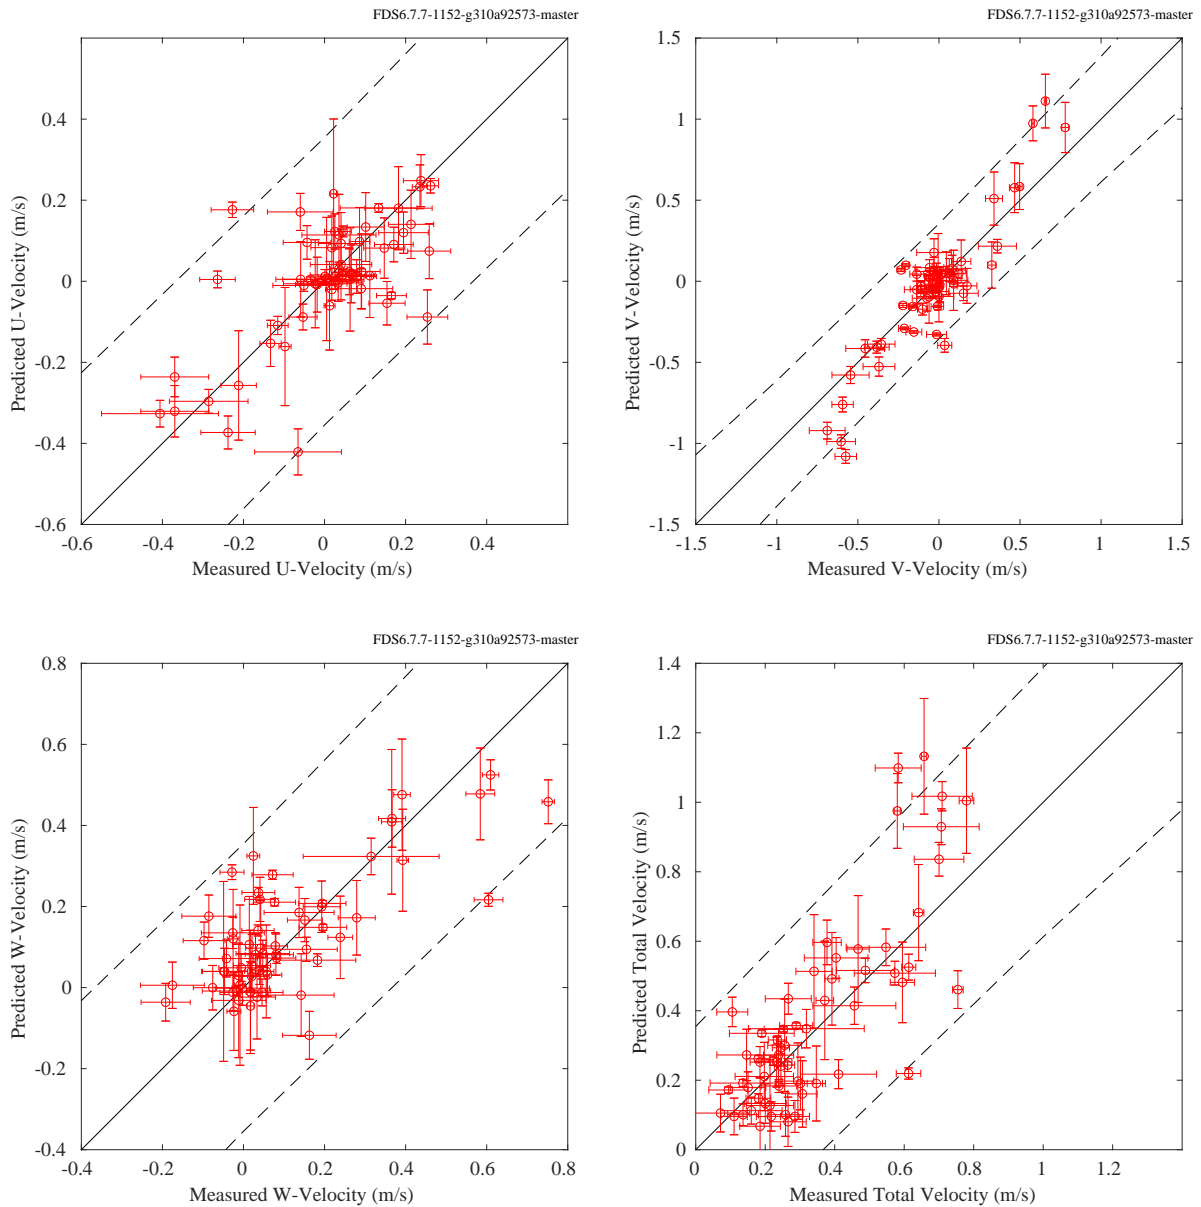 FDS6.7.7-1152-g310a92573-master
0.4
0.2
0
-0.2
-0.4
-0.6
-0.6 -0.4 -0.2 0 0.2 0.4
Predicted U-Velocity (m/s)
Measured U-Velocity (m/s)
FDS6.7.7-1152-g310a92573-master
1.5
1
0.5
0
-0.5
-1
-1.5
-1.5 -1 -0.5 0 0.5 1 1.5
Predicted V-Velocity (m/s)
Measured V-Velocity (m/s)
FDS6.7.7-1152-g310a92573-master
0.8
0.6
0.4
0.2
0
-0.2
-0.4
-0.4 -0.2 0 0.2 0.4 0.6 0.8
Predicted W-Velocity (m/s)
Measured W-Velocity (m/s)
FDS6.7.7-1152-g310a92573-master
1.4
1.2
1
0.8
0.6
0.4
0.2
0
0 0.2 0.4 0.6 0.8 1 1.2
Predicted Total Velocity (m/s)
Measured Total Velocity (m/s)